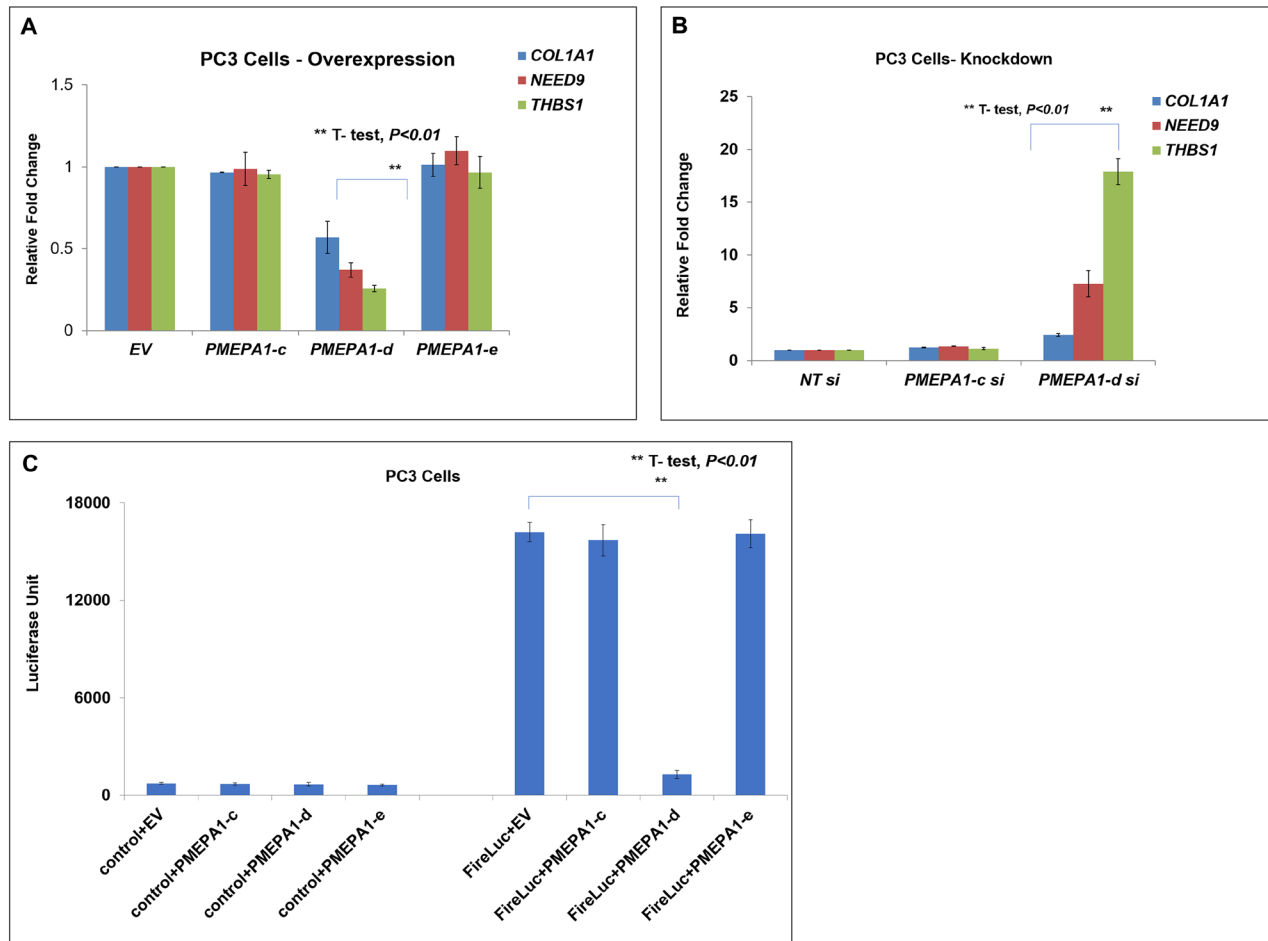 A
PC3 Cells - Overexpression
COL1A1
NEED9
THBS1
** T- test, P<0.01
**
Relative Fold Change
1.5
1
0.5
0
EV
PMEPA1-c
PMEPA1-d
PMEPA1-e
B
PC3 Cells- Knockdown
COL1A1
NEED9
THBS1
** T- test, P<0.01
**
Relative Fold Change
25
20
15
10
5
0
NT si
PMEPA1-c si
PMEPA1-d si
C
PC3 Cells
** T- test, P<0.01
**
Luciferase Unit
18000
12000
6000
0
control+EV
control+PMEPA1-c
control+PMEPA1-d
control+PMEPA1-e
FireLuc+EV
FireLuc+PMEPA1-c
FireLuc+PMEPA1-d
FireLuc+PMEPA1-e